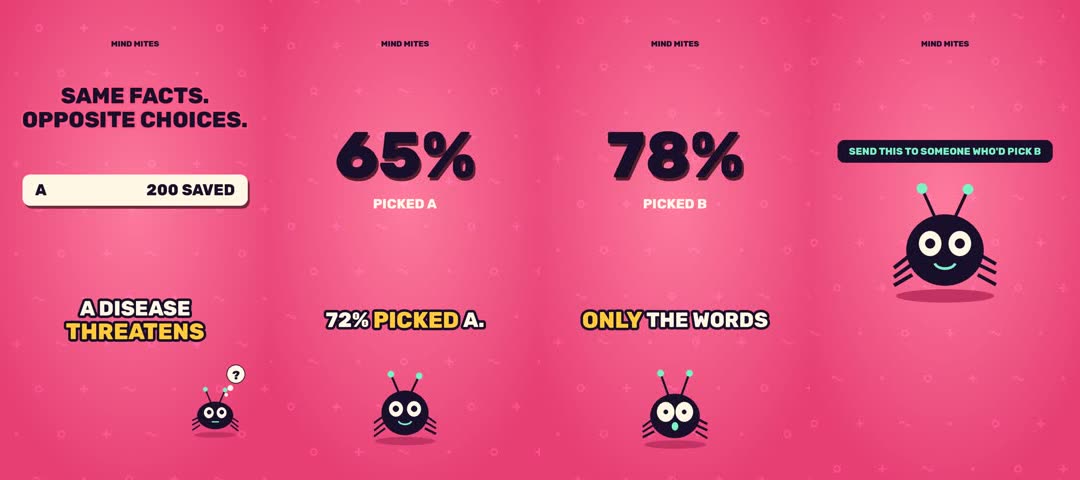 MIND MITES
SAME FACTS.
OPPOSITE CHOICES.
A 200 SAVED
A DISEASE
THREATENS
?
MIND MITES
65%
PICKED A
72% PICKED A.
MIND MITES
78%
PICKED B
ONLY THE WORDS
MIND MITES
SEND THIS TO SOMEONE WHO'D PICK B